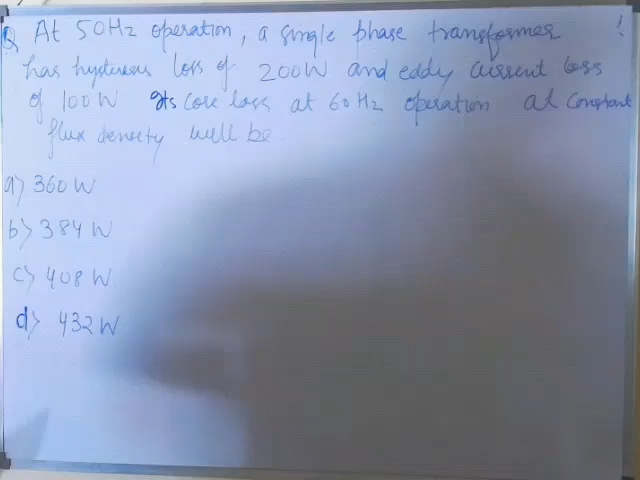 Q At 50Hz operation, a single phase transformer
has hysteresis loss of 200W and eddy current loss
of 100W Its core loss at 60Hz operation at constant
flux density will be.
a) 360 W
b) 384 W
c) 408 W
d) 432 W